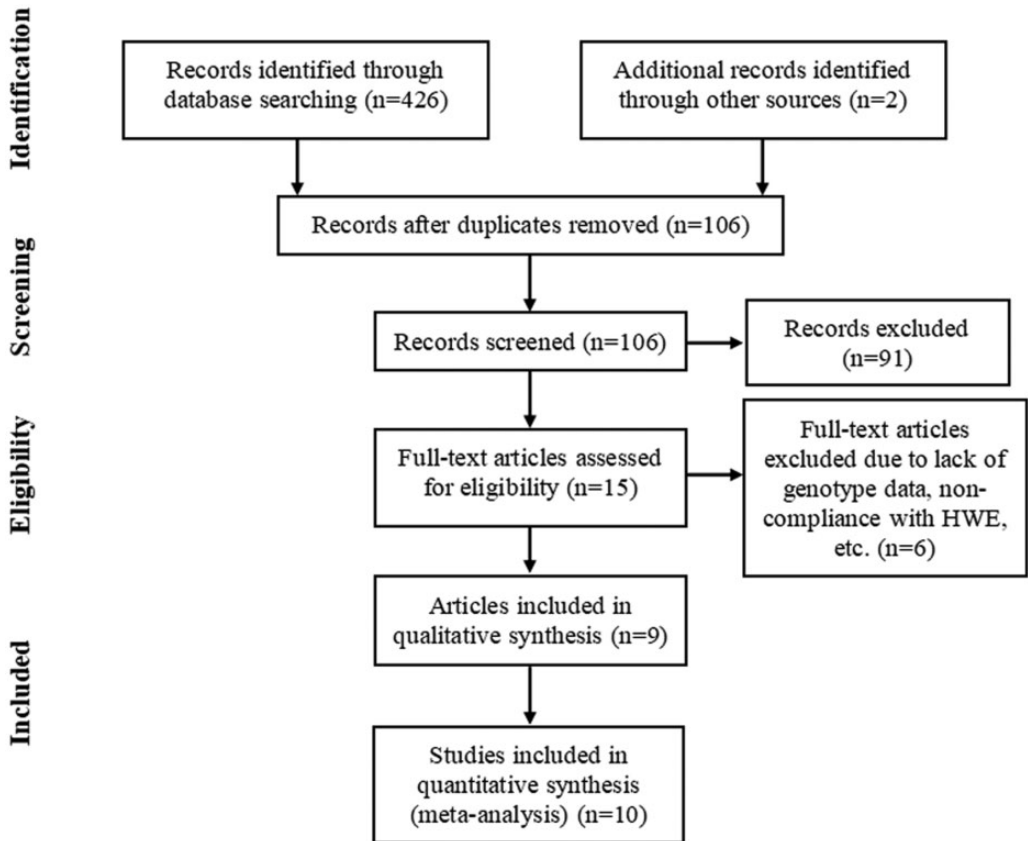 Identification
Records identified through
database searching (n=426)
Additional records identified
through other sources (n=2)
Records after duplicates removed (n=106)
Screening
Records screened (n=106)
Records excluded
(n=91)
Eligibility
Full-text articles assessed
for eligibility (n=15)
Full-text articles
excluded due to lack of
genotype data, non-
compliance with HWE,
etc. (n=6)
Included
Articles included in
qualitative synthesis (n=9)
Studies included in
quantitative synthesis
(meta-analysis) (n=10)